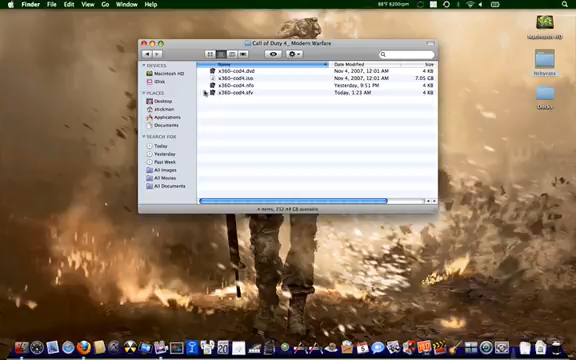 Finder File Edit View Go Window Help
Call of Duty 4_ Modern Warfare
Name Date Modified
x360-cod4.dvd Nov 4, 2007, 12:01 AM 4 KB
x360-cod4.iso Nov 4, 2007, 12:01 AM 7.05 GB
x360-cod4.nfo Yesterday, 9:51 PM 4 KB
x360-cod4.sfv Today, 1:23 AM 4 KB
DEVICES
Macintosh HD
iDisk
PLACES
Desktop
Applications
Documents
SEARCH FOR
Today
Yesterday
Past Week
All Images
All Movies
All Documents
Macintosh HD
Docks